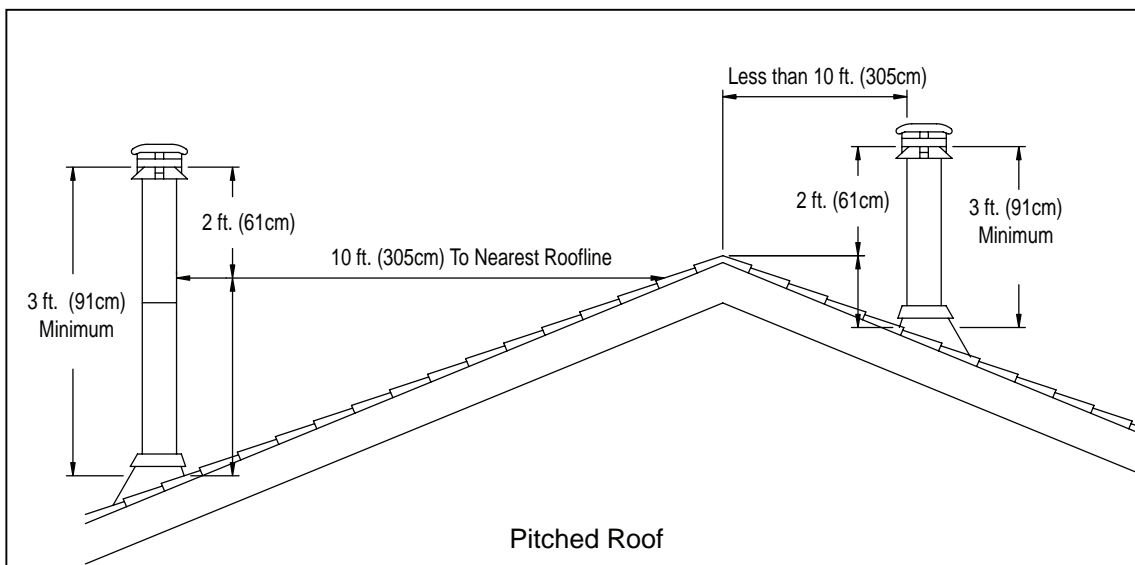 Less than 10 ft. (305cm)
2 ft. (61cm)
3 ft. (91cm)
Minimum
2 ft. (61cm)
10 ft. (305cm) To Nearest Roofline
3 ft. (91cm)
Minimum
Pitched Roof